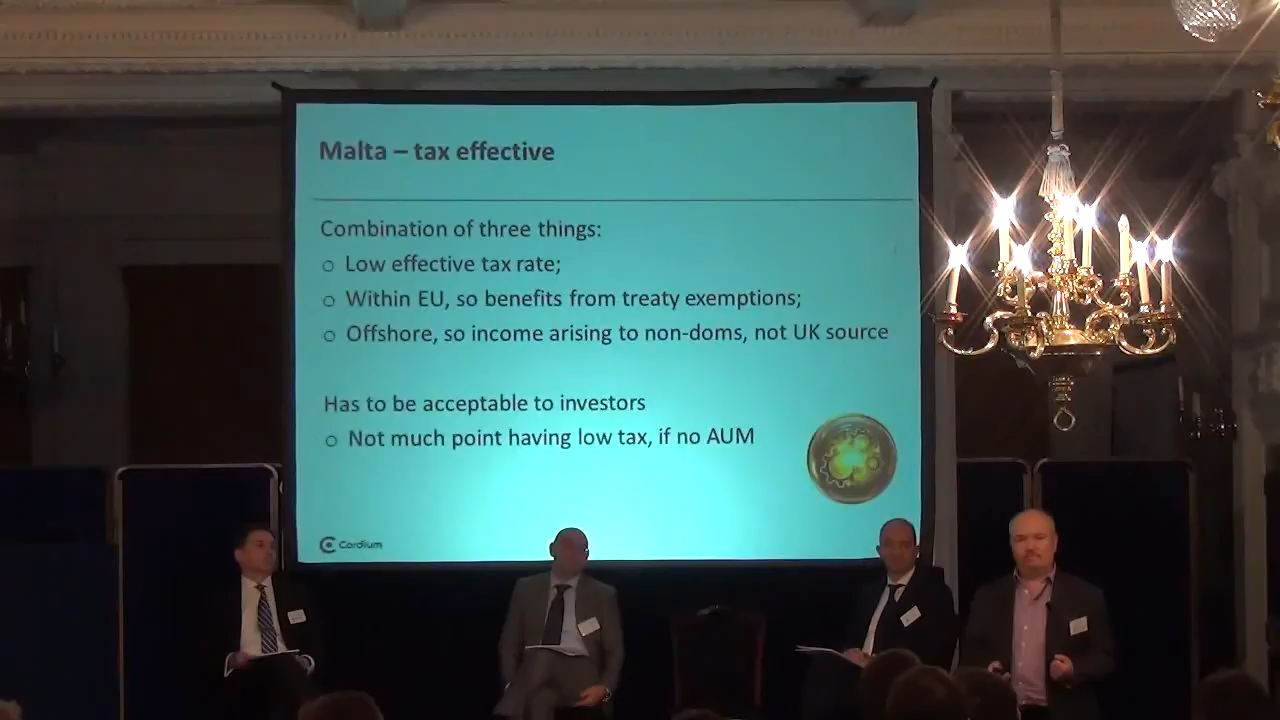 Malta – tax effective
Combination of three things:
Low effective tax rate;
Within EU, so benefits from treaty exemptions;
Offshore, so income arising to non-doms, not UK source
Has to be acceptable to investors
Not much point having low tax, if no AUM
Cordium